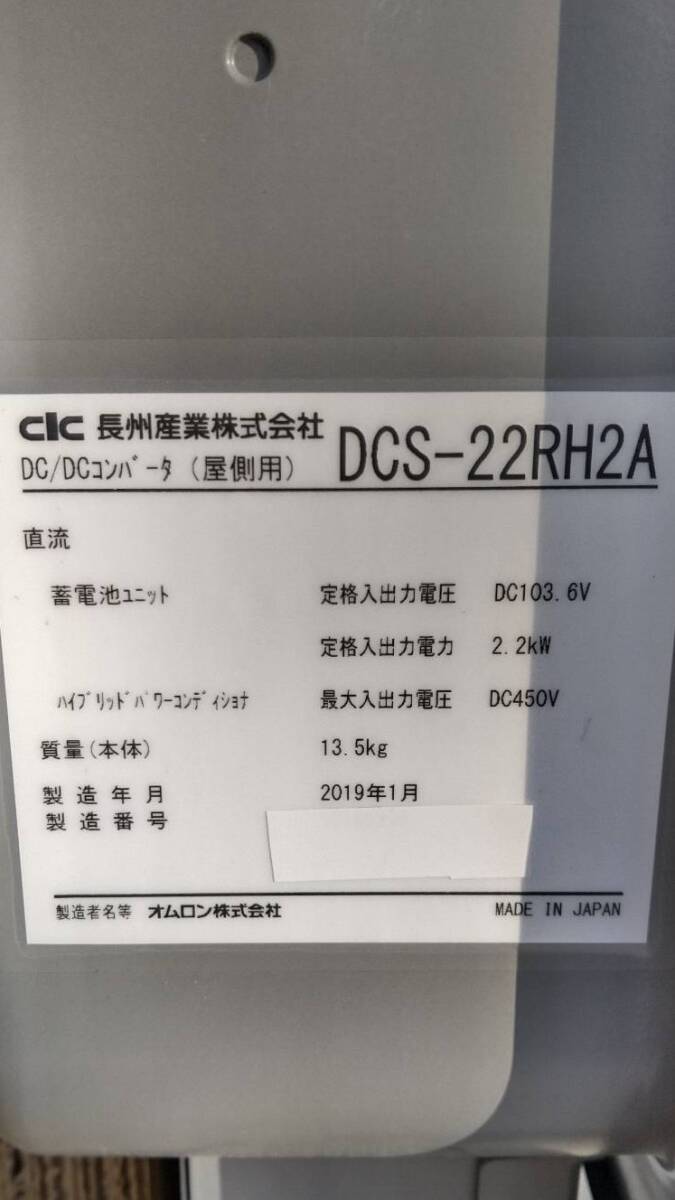 CIC 長州産業株式会社 DCS-22RH2A
DC/DCｺﾝﾊﾞｰﾀ (屋側用)
直流
蓄電池ﾕﾆｯﾄ 定格入出力電圧 DC103.6V
定格入出力電力 2.2kW
ﾊｲﾌﾞﾘｯﾄﾞﾊﾟﾜｰｺﾝﾃﾞｨｼｮﾅ 最大入出力電圧 DC450V
質量(本体) 13.5kg
製造年月 2019年1月
製造番号
製造者名等 オムロン株式会社 MADE IN JAPAN